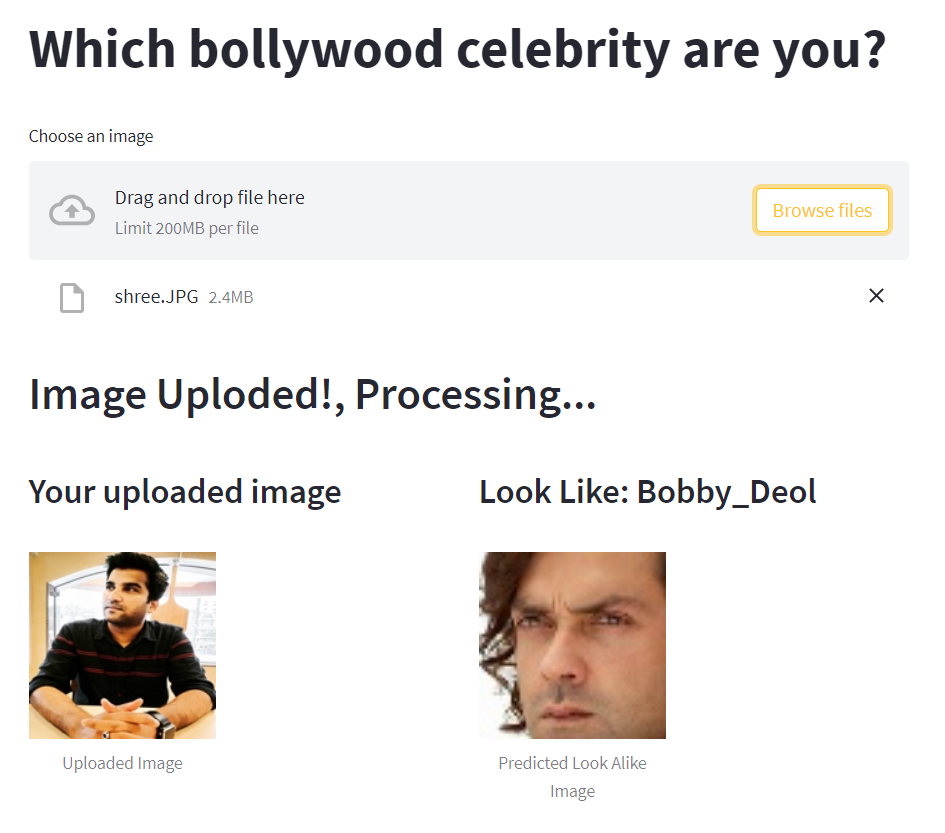 Which bollywood celebrity are you?
Choose an image
Drag and drop file here
Limit 200MB per file
Browse files
shree.JPG 2.4MB
Image Uploded!, Processing...
Your uploaded image
Look Like: Bobby_Deol
Uploaded Image
Predicted Look Alike
Image